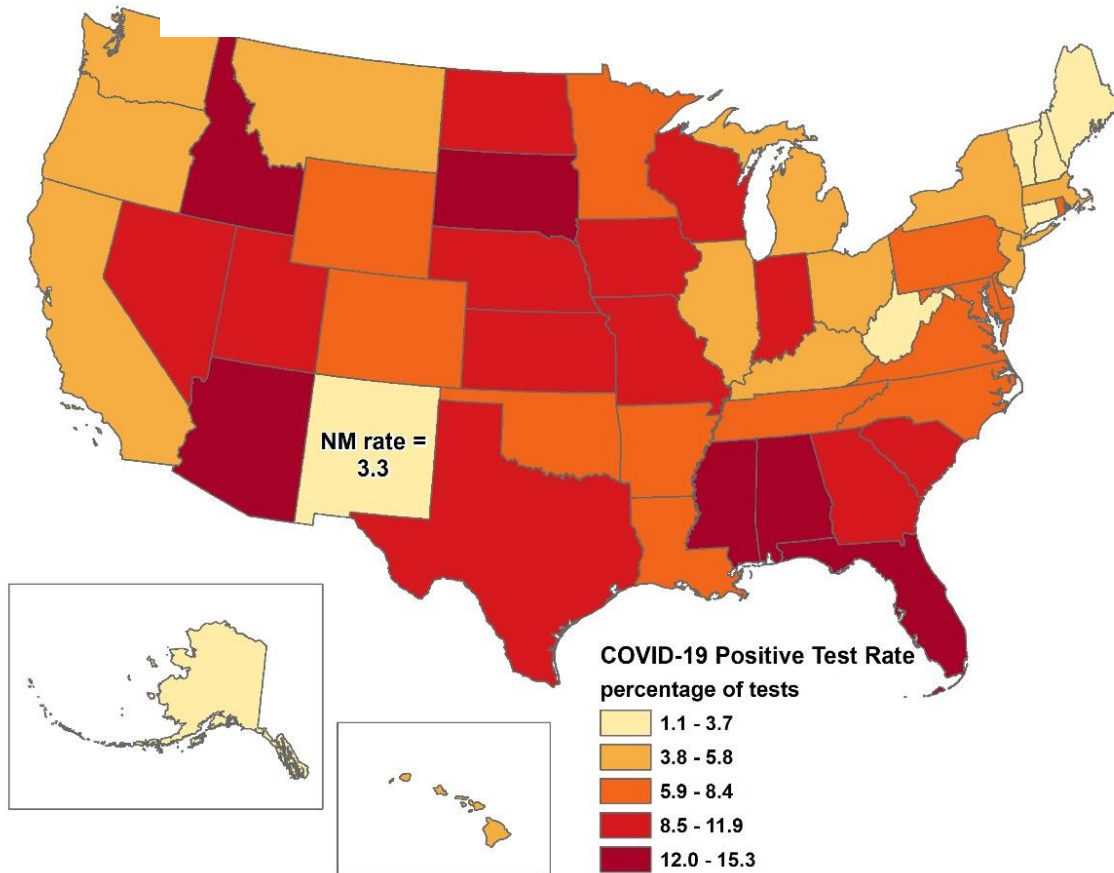 NM rate =
3.3
COVID-19 Positive Test Rate
percentage of tests
1.1 - 3.7
3.8 - 5.8
5.9 - 8.4
8.5 - 11.9
12.0 - 15.3